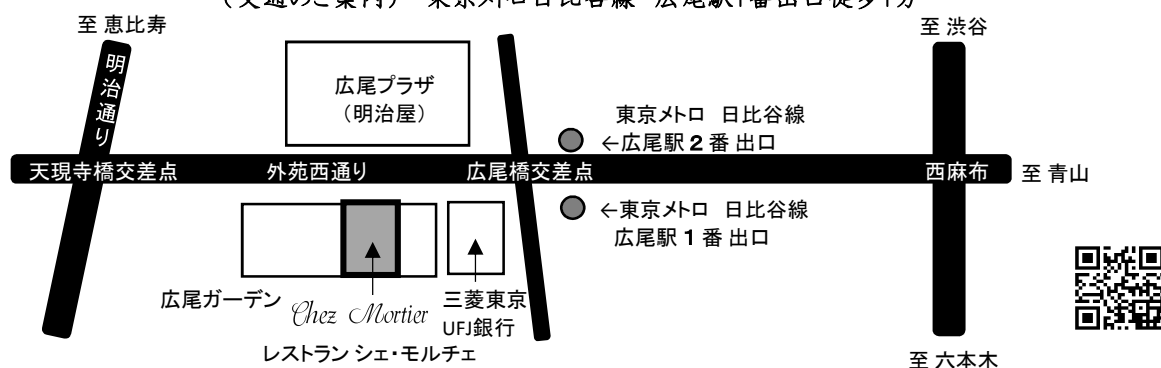 （交通のご案内） 東京メトロ日比谷線 広尾駅1番出口徒歩1分
至 恵比寿
至 渋谷
明治通り
広尾プラザ
（明治屋）
東京メトロ 日比谷線
←広尾駅 2 番 出口
天現寺橋交差点
外苑西通り
広尾橋交差点
西麻布
至 青山
←東京メトロ 日比谷線
広尾駅 1 番 出口
広尾ガーデン
Chez Mortier
三菱東京
UFJ銀行
レストラン シェ・モルチェ
至 六本木